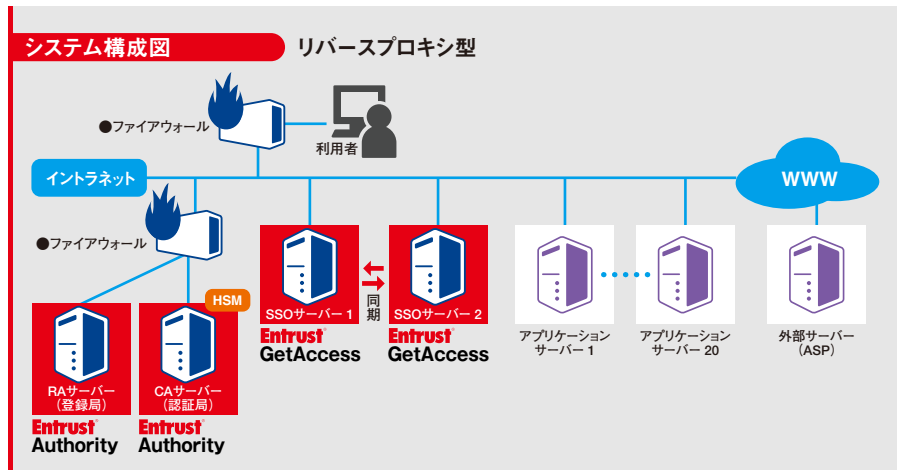 システム構成図
リバースプロキシ型
●ファイアウォール
利用者
イントラネット
WWW
●ファイアウォール
HSM
SSOサーバー 1
同期
SSOサーバー 2
Entrust
GetAccess
Entrust
GetAccess
アプリケーション
サーバー 1
アプリケーション
サーバー 20
外部サーバー
(ASP)
RAサーバー
(登録局)
CAサーバー
(認証局)
Entrust
Authority
Entrust
Authority